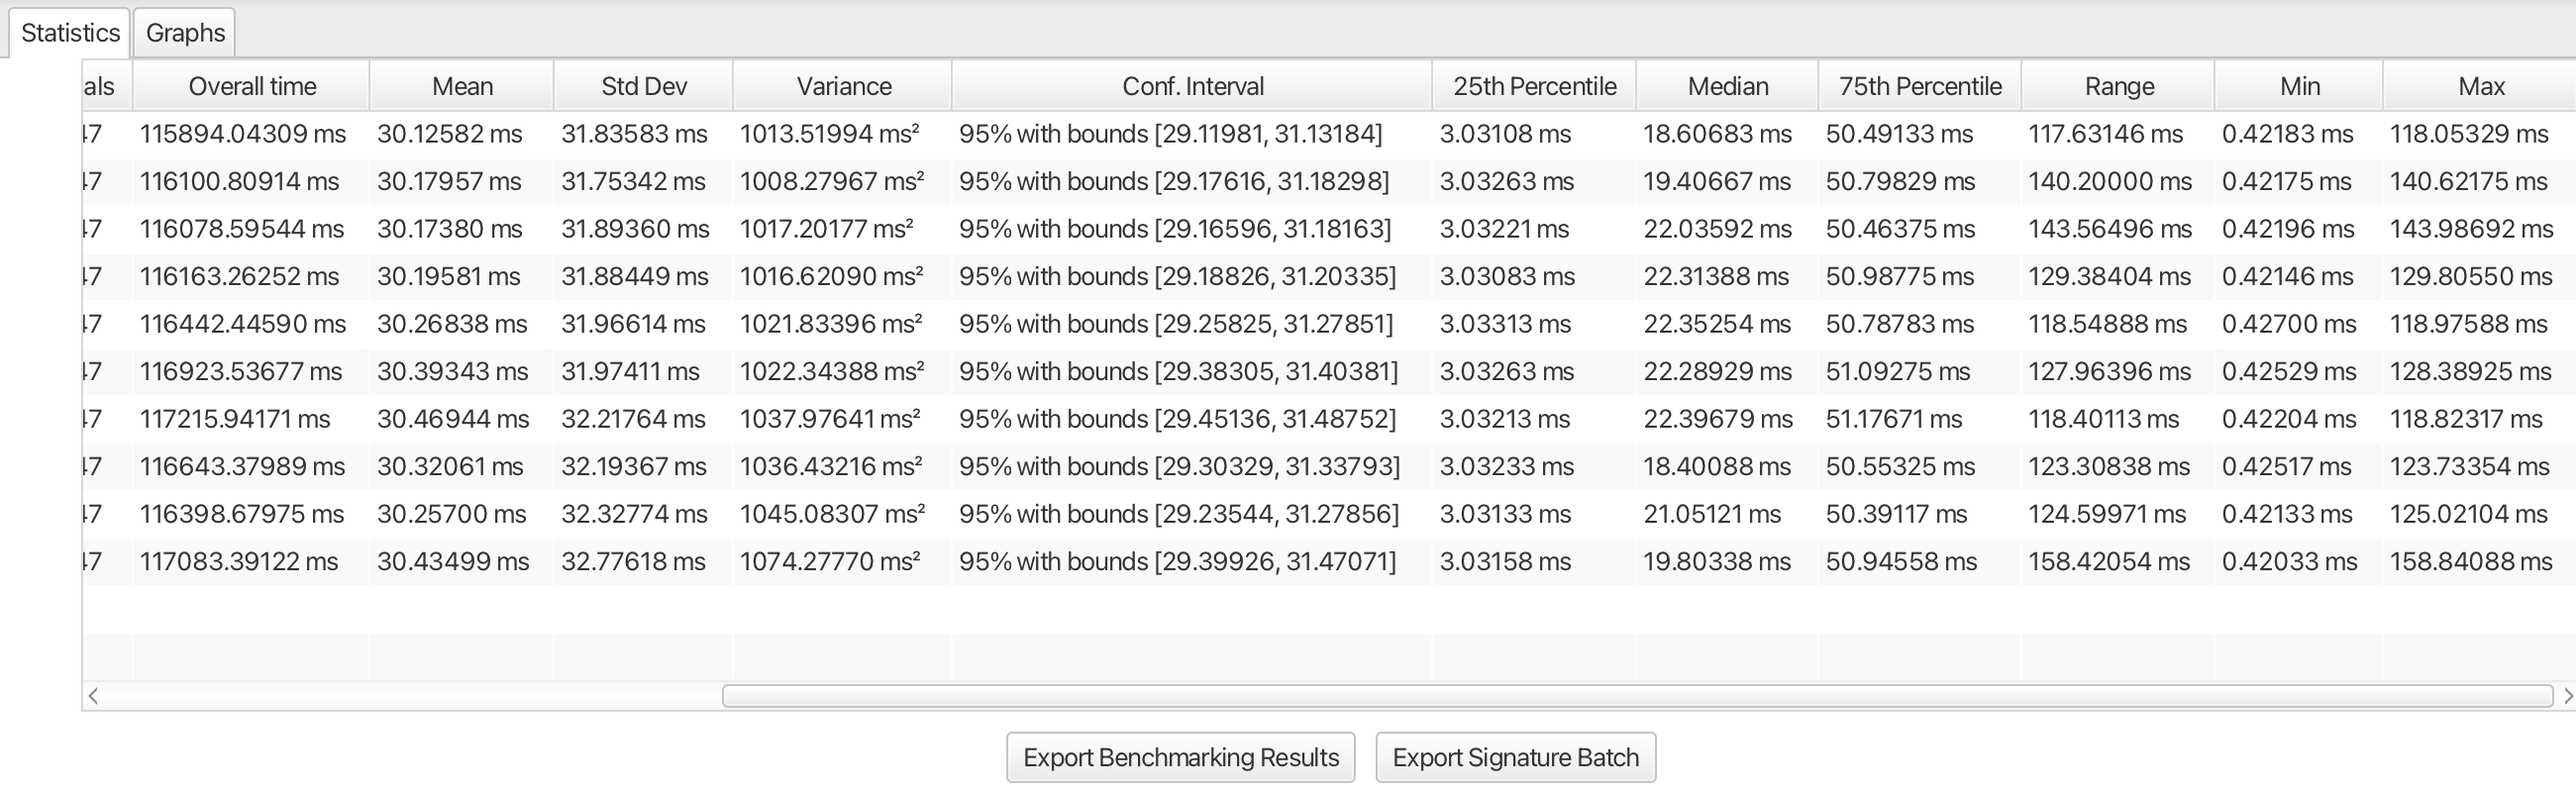 Statistics Graphs
als Overall time Mean Std Dev Variance Conf. Interval 25th Percentile Median 75th Percentile Range Min Max
47 115894.04309 ms 30.12582 ms 31.83583 ms 1013.51994 ms² 95% with bounds [29.11981, 31.13184] 3.03108 ms 18.60683 ms 50.49133 ms 117.63146 ms 0.42183 ms 118.05329 ms
47 116100.80914 ms 30.17957 ms 31.75342 ms 1008.27967 ms² 95% with bounds [29.17616, 31.18298] 3.03263 ms 19.40667 ms 50.79829 ms 140.20000 ms 0.42175 ms 140.62175 ms
47 116078.59544 ms 30.17380 ms 31.89360 ms 1017.20177 ms² 95% with bounds [29.16596, 31.18163] 3.03221 ms 22.03592 ms 50.46375 ms 143.56496 ms 0.42196 ms 143.98692 ms
47 116163.26252 ms 30.19581 ms 31.88449 ms 1016.62090 ms² 95% with bounds [29.18826, 31.20335] 3.03083 ms 22.31388 ms 50.98775 ms 129.38404 ms 0.42146 ms 129.80550 ms
47 116442.44590 ms 30.26838 ms 31.96614 ms 1021.83396 ms² 95% with bounds [29.25825, 31.27851] 3.03313 ms 22.35254 ms 50.78783 ms 118.54888 ms 0.42700 ms 118.97588 ms
47 116923.53677 ms 30.39343 ms 31.97411 ms 1022.34388 ms² 95% with bounds [29.38305, 31.40381] 3.03263 ms 22.28929 ms 51.09275 ms 127.96396 ms 0.42529 ms 128.38925 ms
47 117215.94171 ms 30.46944 ms 32.21764 ms 1037.97641 ms² 95% with bounds [29.45136, 31.48752] 3.03213 ms 22.39679 ms 51.17671 ms 118.40113 ms 0.42204 ms 118.82317 ms
47 116643.37989 ms 30.32061 ms 32.19367 ms 1036.43216 ms² 95% with bounds [29.30329, 31.33793] 3.03233 ms 18.40088 ms 50.55325 ms 123.30838 ms 0.42517 ms 123.73354 ms
47 116398.67975 ms 30.25700 ms 32.32774 ms 1045.08307 ms² 95% with bounds [29.23544, 31.27856] 3.03133 ms 21.05121 ms 50.39117 ms 124.59971 ms 0.42133 ms 125.02104 ms
47 117083.39122 ms 30.43499 ms 32.77618 ms 1074.27770 ms² 95% with bounds [29.39926, 31.47071] 3.03158 ms 19.80338 ms 50.94558 ms 158.42054 ms 0.42033 ms 158.84088 ms
Export Benchmarking Results Export Signature Batch